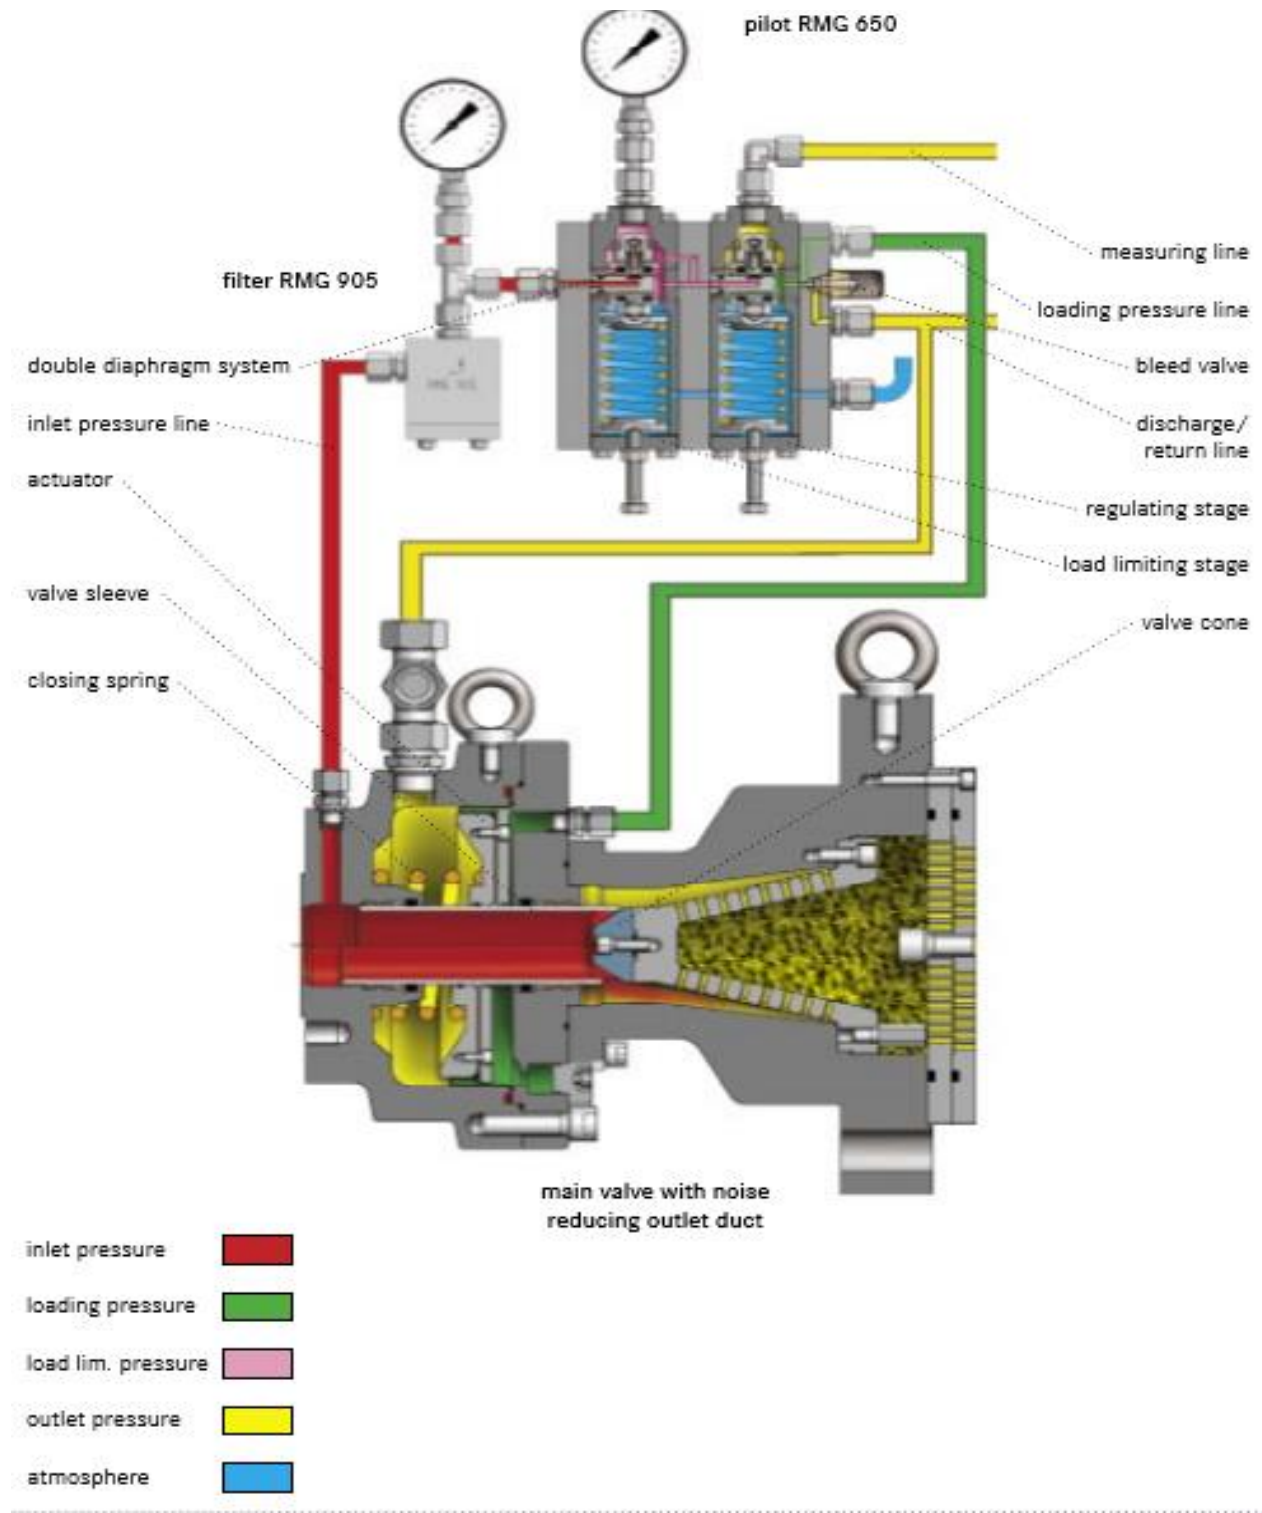 pilot RMG 650
filter RMG 905
measuring line
loading pressure line
double diaphragm system
bleed valve
inlet pressure line
discharge/
return line
actuator
regulating stage
load limiting stage
valve sleeve
valve cone
closing spring
RMG 905
main valve with noise
reducing outlet duct
inlet pressure
loading pressure
load lim. pressure
outlet pressure
atmosphere